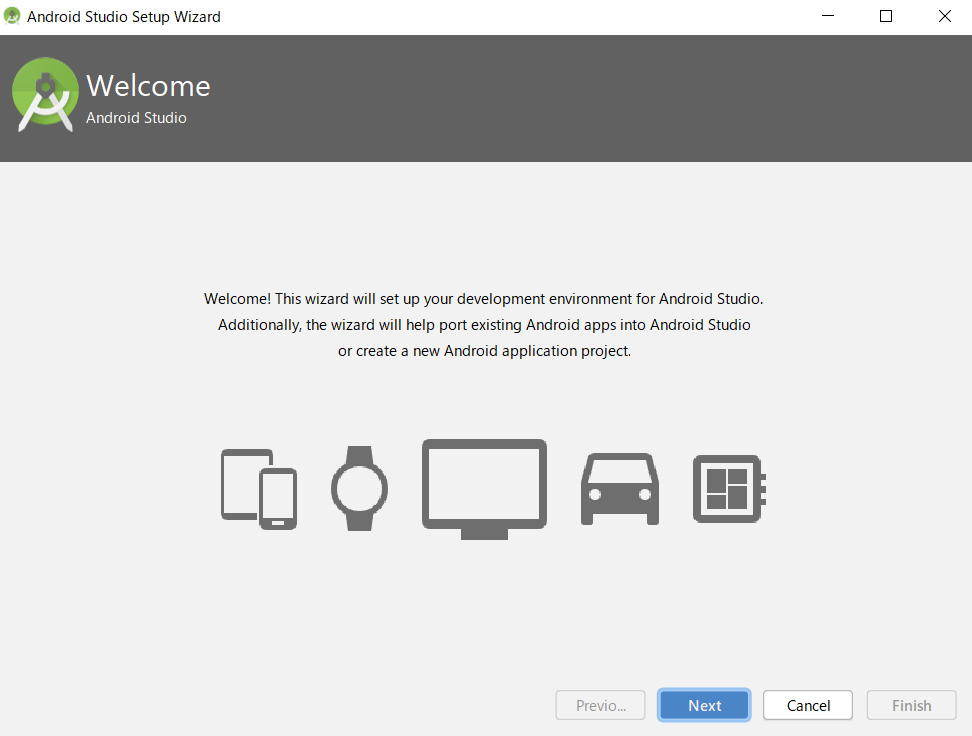 Android Studio Setup Wizard
Welcome
Android Studio
Welcome! This wizard will set up your development environment for Android Studio.
Additionally, the wizard will help port existing Android apps into Android Studio
or create a new Android application project.
Previo... Next Cancel Finish